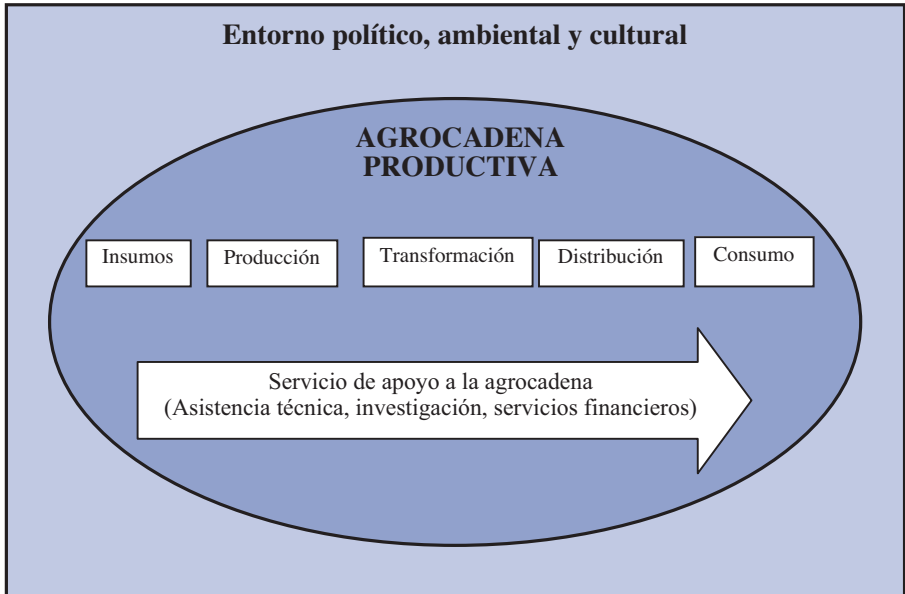 Entorno político, ambiental y cultural
AGROCADENA
PRODUCTIVA
Insumos
Producción
Transformación
Distribución
Consumo
Servicio de apoyo a la agrocadena
(Asistencia técnica, investigación, servicios financieros)